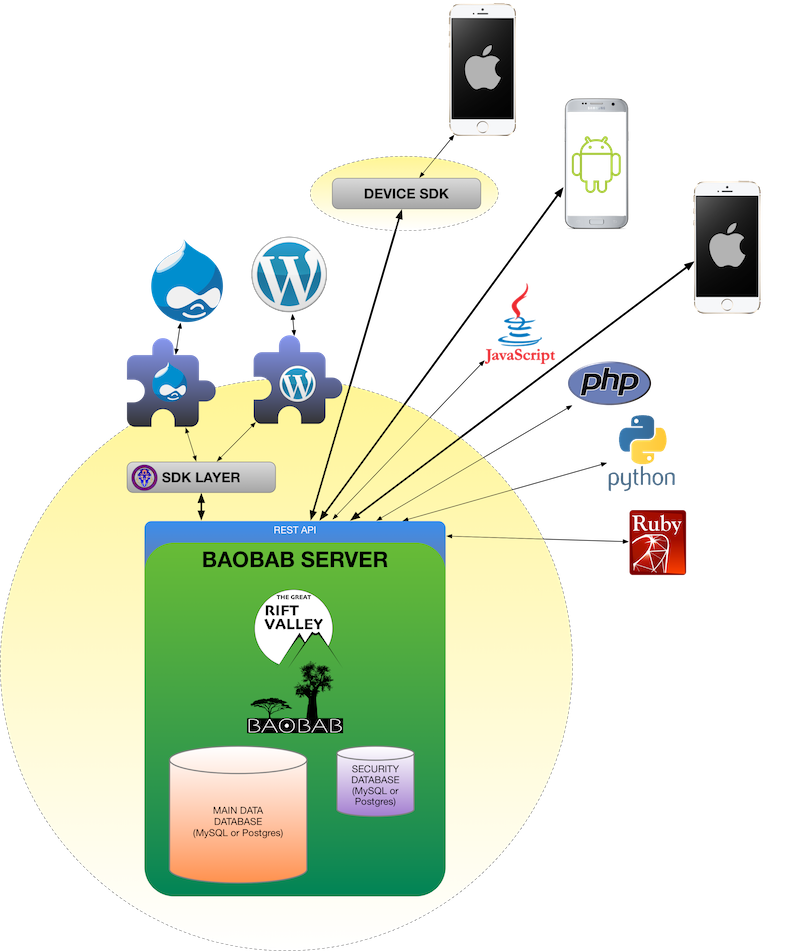 DEVICE SDK
JavaScript
php
python
SDK LAYER
Ruby
REST API
BAOBAB SERVER
THE GREAT
RIFT
VALLEY
BAOBAB
SECURITY
DATABASE
(MySQL or
Postgres)
MAIN DATA
DATABASE
(MySQL or Postgres)